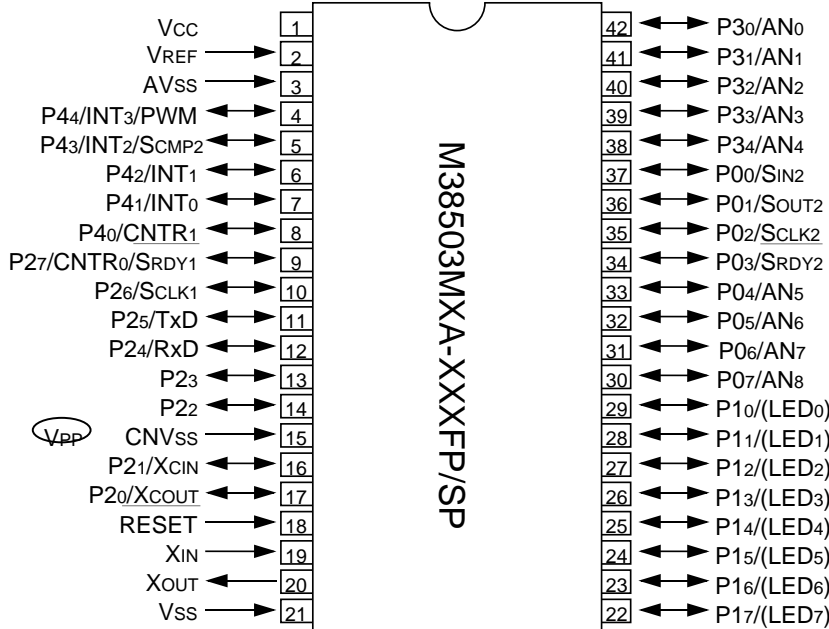 VCC 1
VREF 2
AVSS 3
P44/INT3/PWM 4
P43/INT2/SCMP2 5
P42/INT1 6
P41/INT0 7
P40/CNTR1 8
P27/CNTR0/SRDY1 9
P26/SCLK1 10
P25/TxD 11
P24/RxD 12
P23 13
P22 14
VPP CNVSS 15
P21/XCIN 16
P20/XCOUT 17
RESET 18
XIN 19
XOUT 20
VSS 21
M38503MXA-XXXFP/SP
42 P30/AN0
41 P31/AN1
40 P32/AN2
39 P33/AN3
38 P34/AN4
37 P00/SIN2
36 P01/SOUT2
35 P02/SCLK2
34 P03/SRDY2
33 P04/AN5
32 P05/AN6
31 P06/AN7
30 P07/AN8
29 P10/(LED0)
28 P11/(LED1)
27 P12/(LED2)
26 P13/(LED3)
25 P14/(LED4)
24 P15/(LED5)
23 P16/(LED6)
22 P17/(LED7)